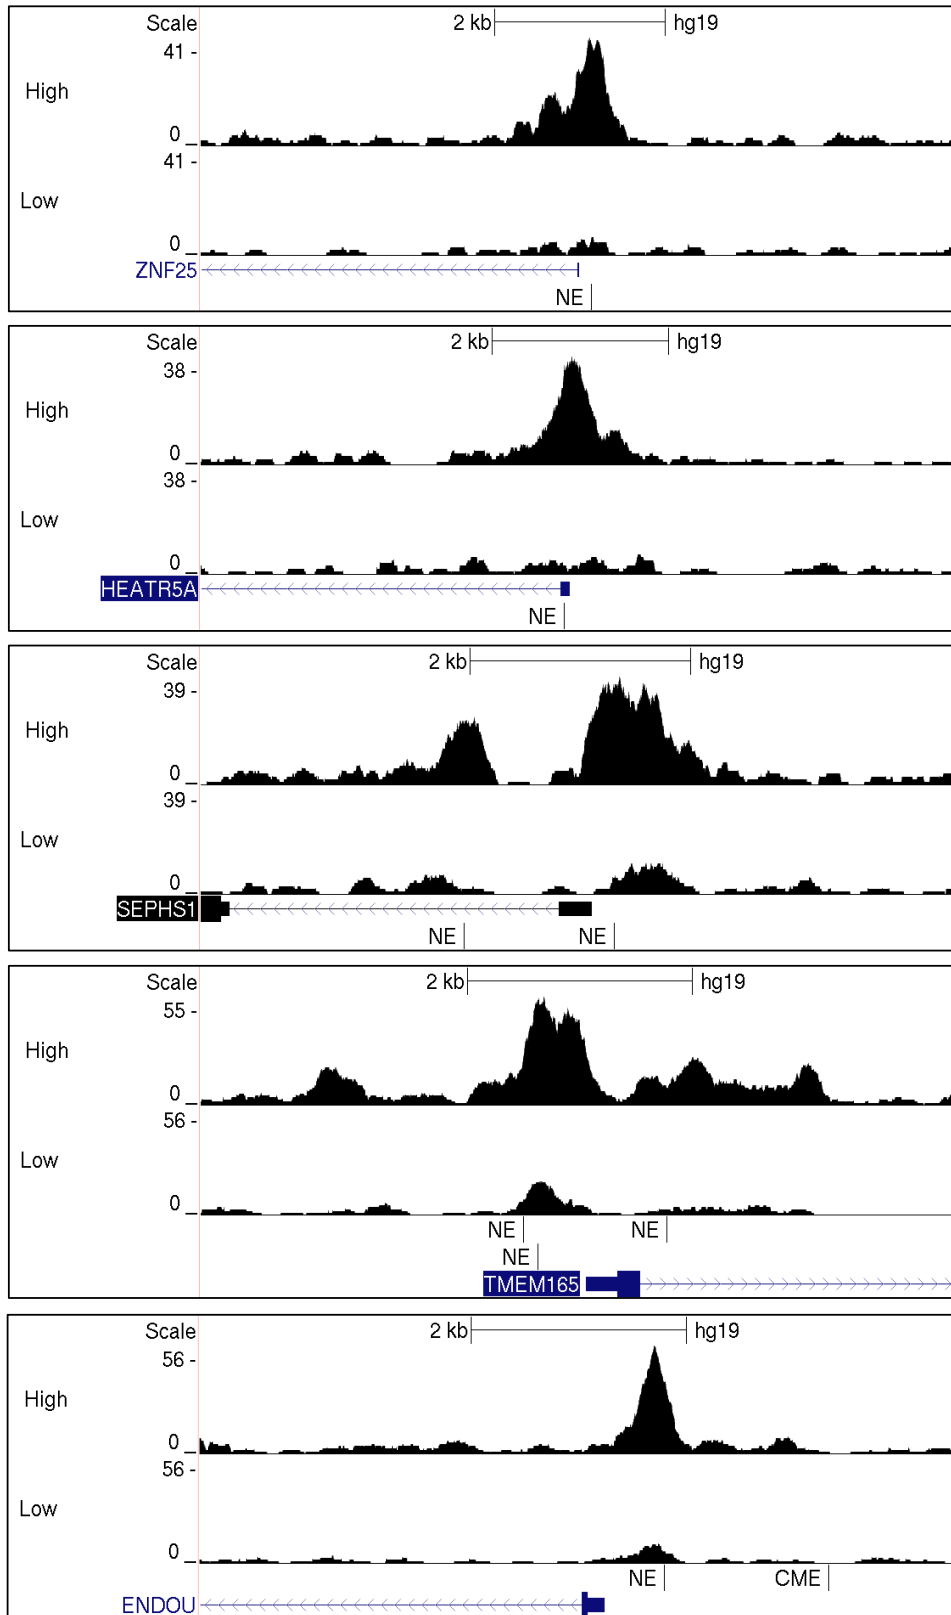 Scale 2 kb hg19
41 -
High
0 _
41 -
Low
0 _
ZNF25
NE
Scale 2 kb hg19
38 -
High
0 _
38 -
Low
0 _
HEATR5A
NE
Scale 2 kb hg19
39 -
High
0 _
39 -
Low
0 _
SEPHS1
NE NE
Scale 2 kb hg19
55 -
High
0 _
56 -
Low
0 _
NE NE
NE
TMEM165
Scale 2 kb hg19
56 -
High
0 _
56 -
Low
0 _
NE CME
ENDOU